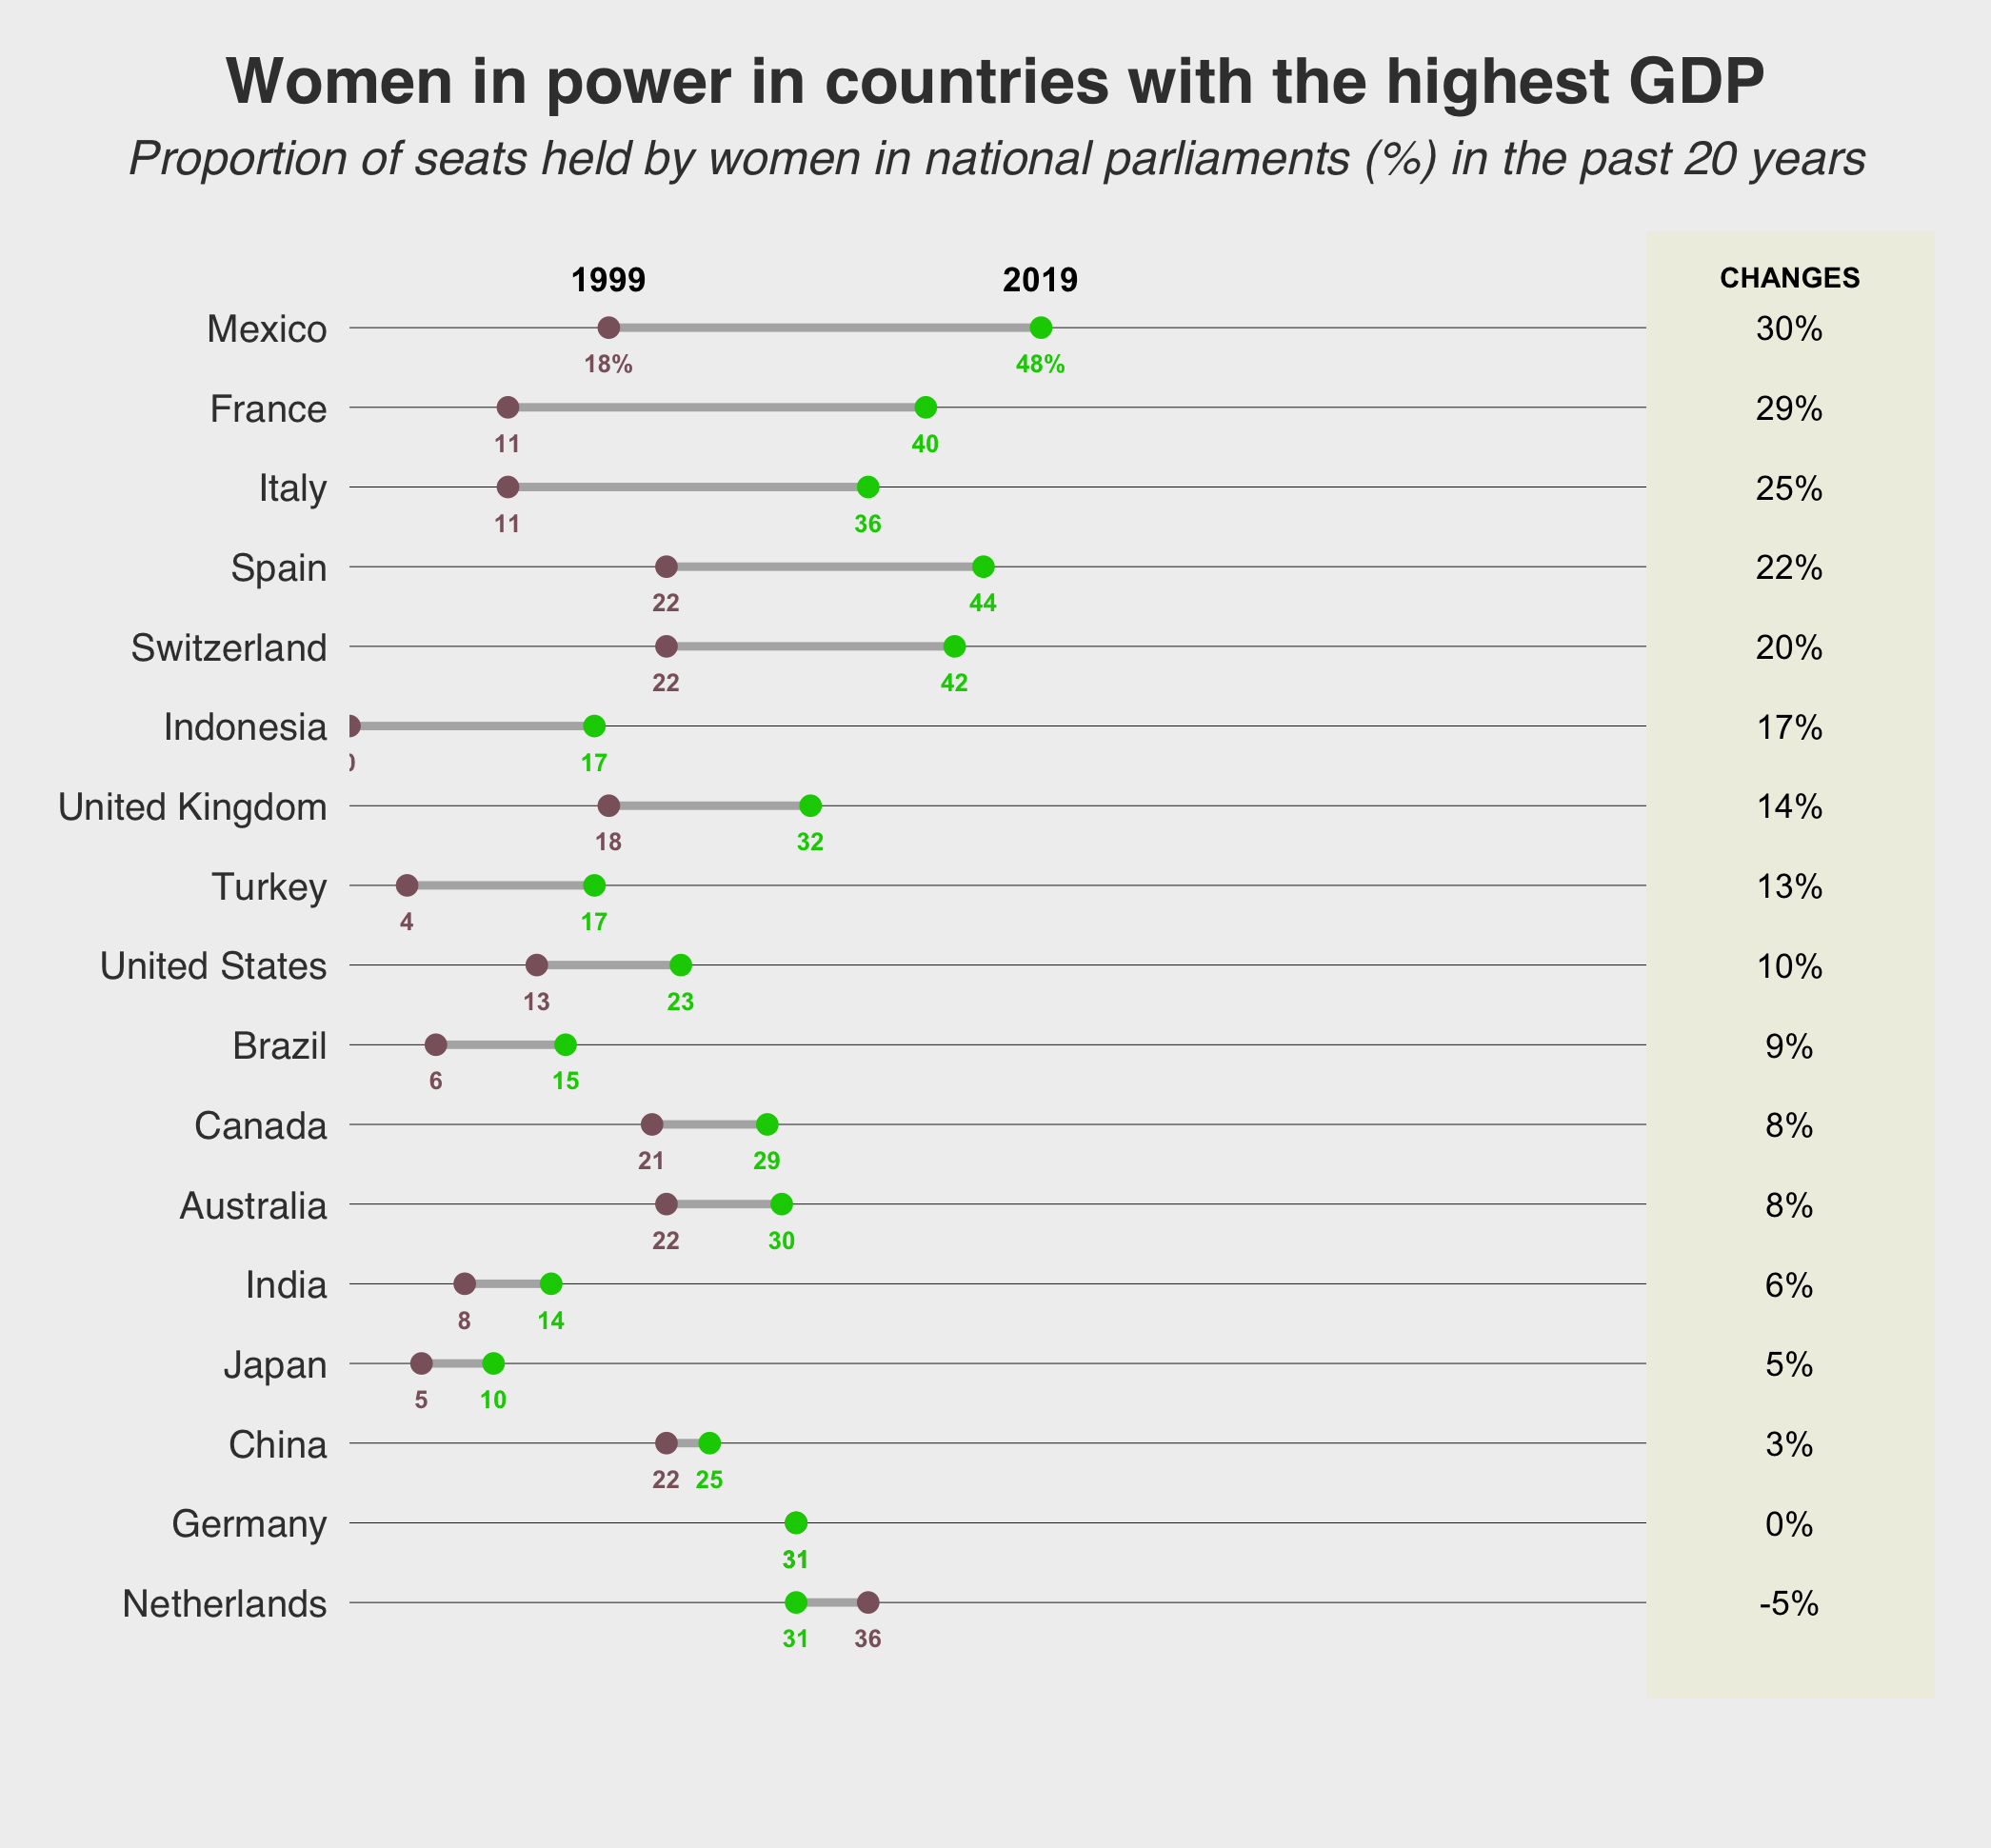 Women in power in countries with the highest GDP
Proportion of seats held by women in national parliaments (%) in the past 20 years
1999 2019 CHANGES
Mexico 30%
18% 48%
France 29%
11 40
Italy 25%
11 36
Spain 22%
22 44
Switzerland 20%
22 42
Indonesia 17%
17
United Kingdom 14%
18 32
Turkey 13%
4 17
United States 10%
13 23
Brazil 9%
6 15
Canada 8%
21 29
Australia 8%
22 30
India 6%
8 14
Japan 5%
5 10
China 3%
22 25
Germany 0%
31
Netherlands -5%
31 36